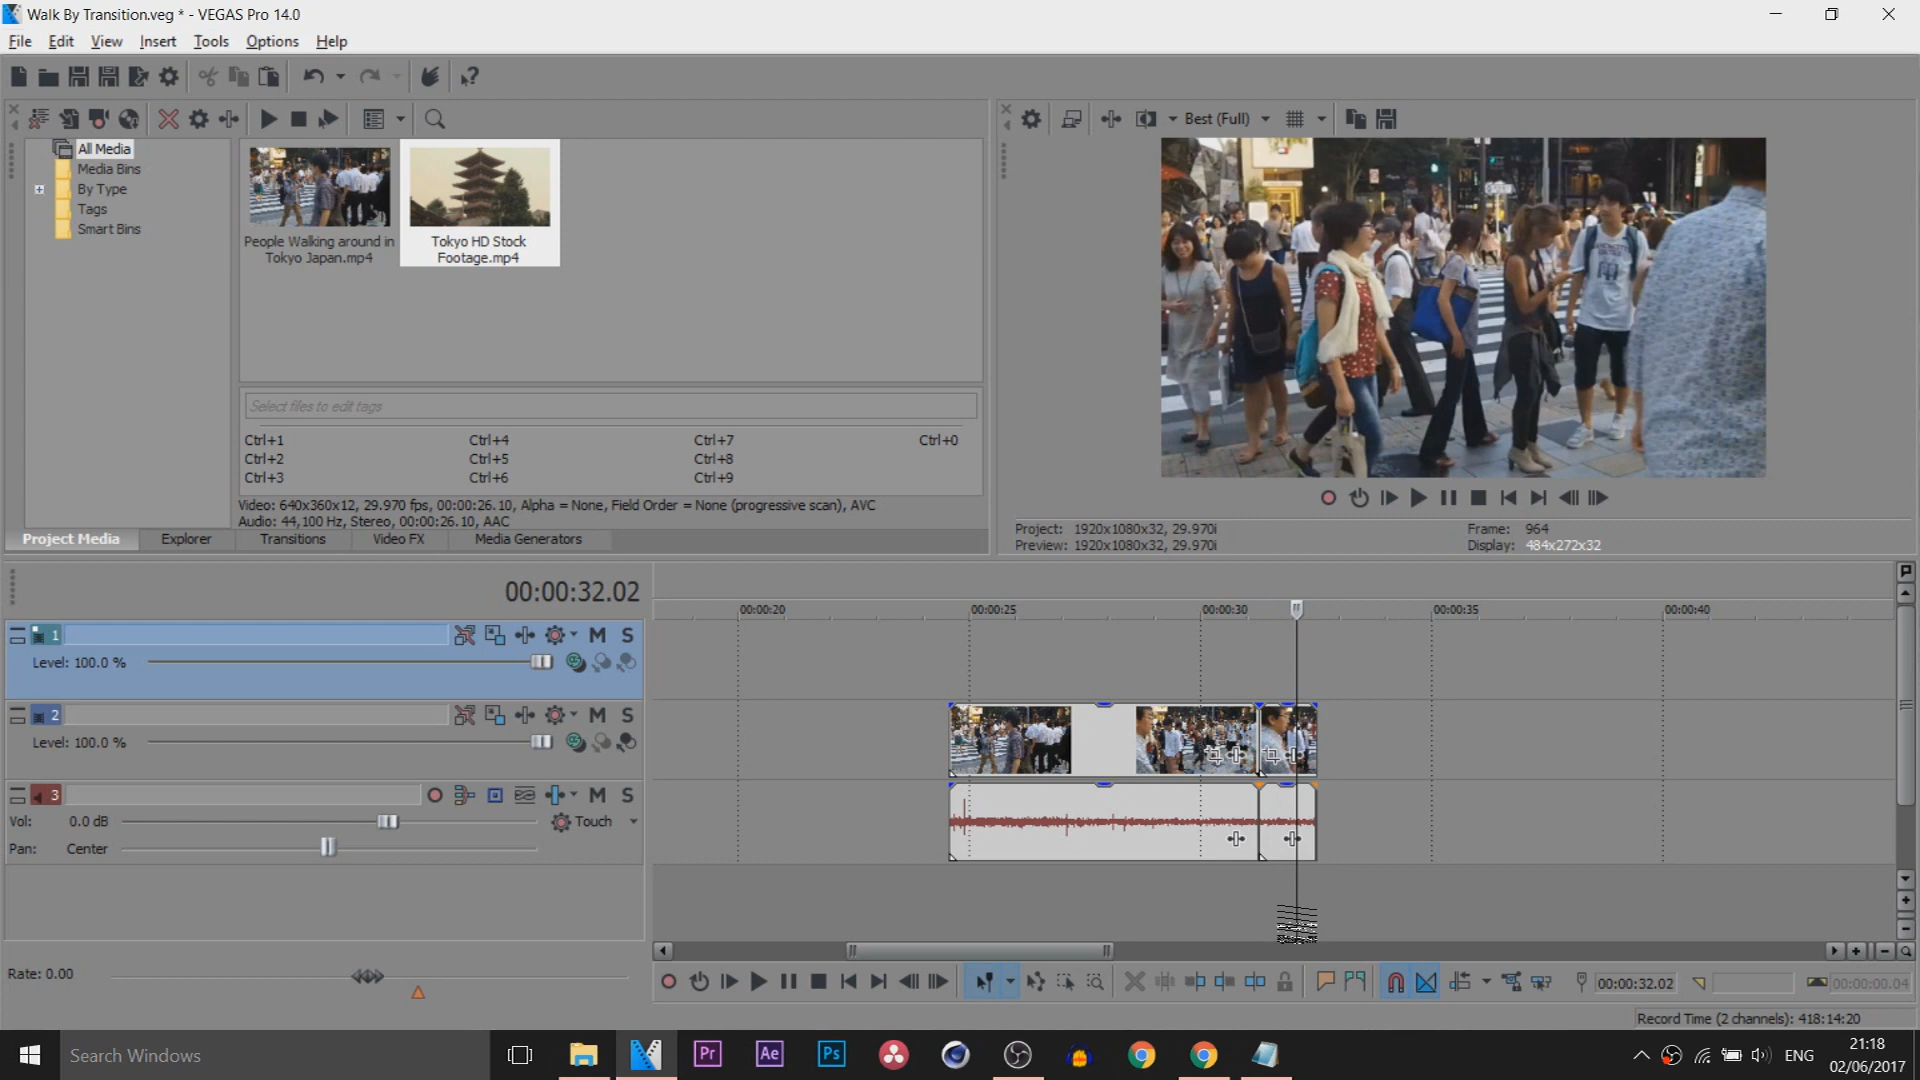 Walk By Transition.veg * - VEGAS Pro 14.0
File Edit View Insert Tools Options Help
Best (Full)
All Media
Media Bins
By Type
Tags
Smart Bins
People Walking around in
Tokyo Japan.mp4
Tokyo HD Stock
Footage.mp4
Select files to edit tags
Ctrl+1 Ctrl+4 Ctrl+7 Ctrl+0
Ctrl+2 Ctrl+5 Ctrl+8
Ctrl+3 Ctrl+6 Ctrl+9
Video: 640x360x12, 29.970 fps, 00:00:26.10, Alpha = None, Field Order = None (progressive scan), AVC
Audio: 44,100 Hz, Stereo, 00:00:26.10, AAC
Project Media Explorer Transitions Video FX Media Generators
Project: 1920x1080x32, 29.970i
Preview: 1920x1080x32, 29.970i
Frame: 964
Display: 484x272x32
00:00:32.02
00:00:20 00:00:25 00:00:30 00:00:35 00:00:40
1 M S
Level: 100.0 %
2 M S
Level: 100.0 %
3 M S
Vol: 0.0 dB Touch
Pan: Center
Rate: 0.00
00:00:32.02
00:00:00.04
Record Time (2 channels): 418:14:20
Search Windows
Pr Ae Ps
ENG
21:18
02/06/2017